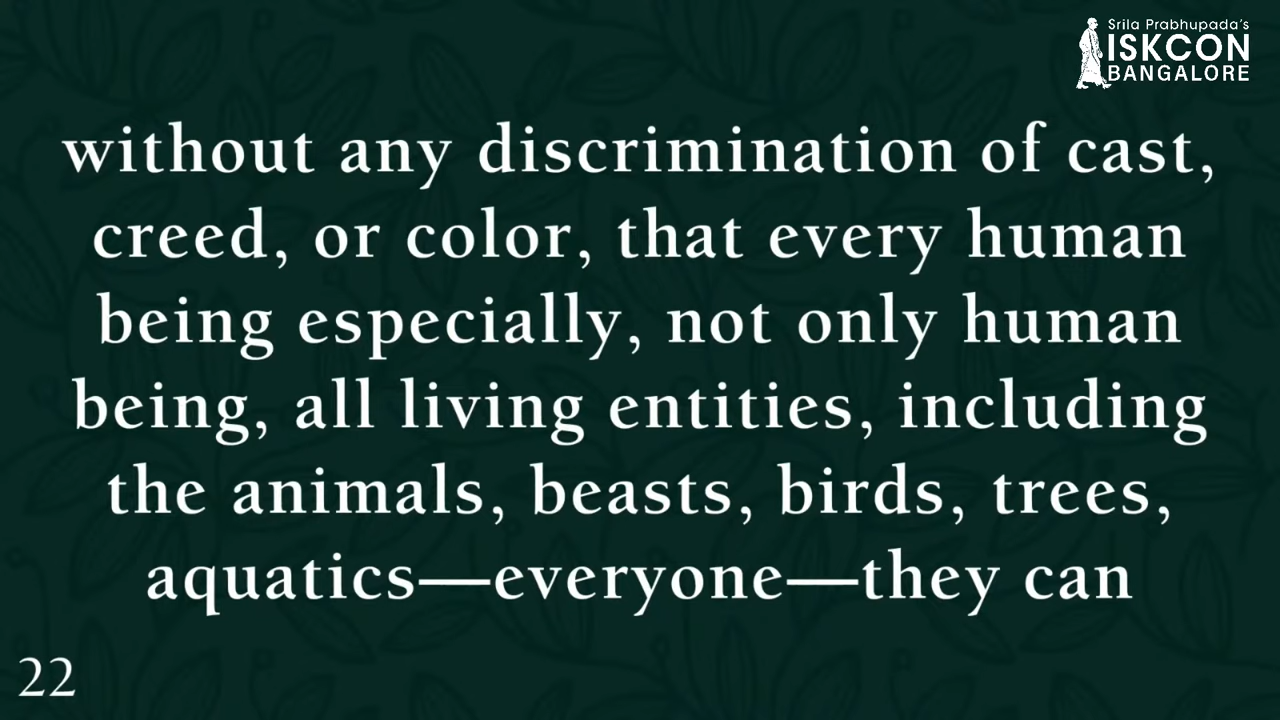 Srila Prabhupada's
ISKCON
BANGALORE
without any discrimination of cast,
creed, or color, that every human
being especially, not only human
being, all living entities, including
the animals, beasts, birds, trees,
aquatics—everyone—they can
22